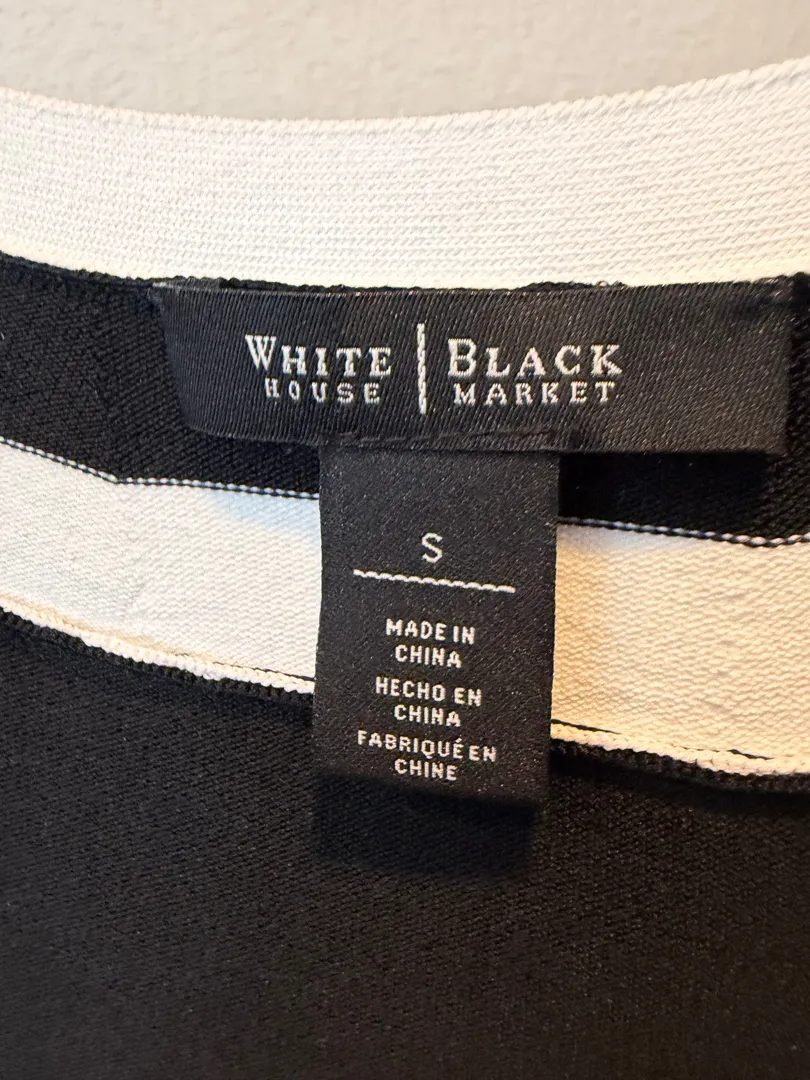 WHITE | BLACK
HOUSE | MARKET
S
MADE IN
CHINA
HECHO EN
CHINA
FABRIQUÉ EN
CHINE